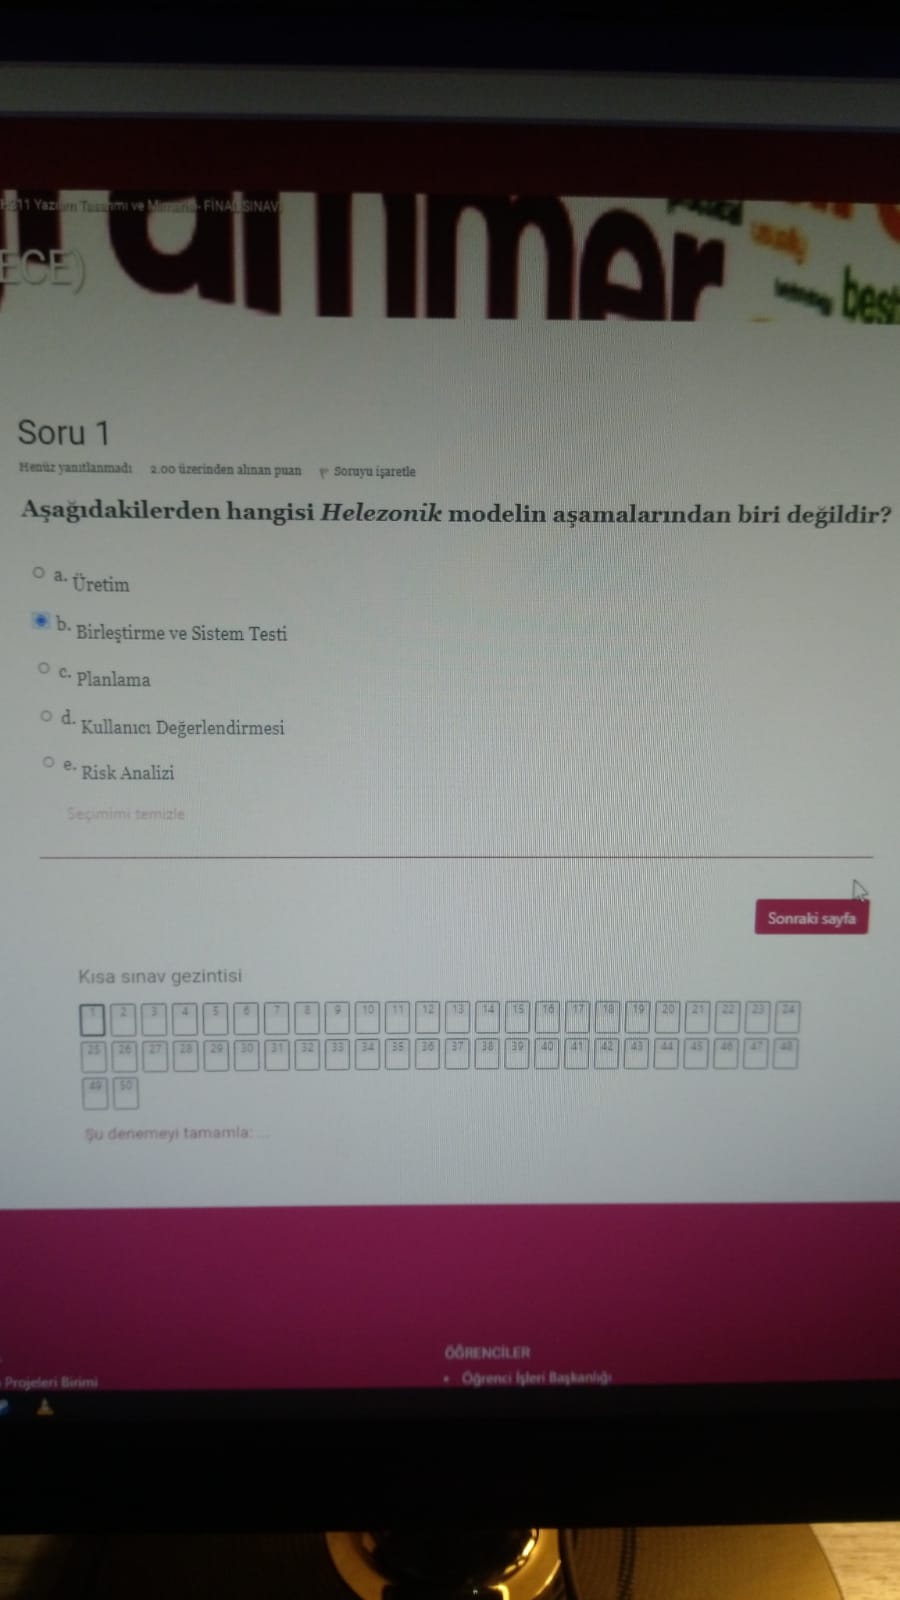 11 Yazılım Tasarımı ve Mimarisi - FİNAL SINAV
ECE)
best
Soru 1
Henüz yanıtlanmadı 2.00 üzerinden alınan puan Soruyu işaretle
Aşağıdakilerden hangisi Helezonik modelin aşamalarından biri değildir?
a. Üretim
b. Birleştirme ve Sistem Testi
c. Planlama
d. Kullanıcı Değerlendirmesi
e. Risk Analizi
Seçimimi temizle
Sonraki sayfa
Kısa sınav gezintisi
1 2 3 4 5 6 7 8 9 10 11 12 13 14 15 16 17 18 19 20 21 22 23 24
25 26 27 28 29 30 31 32 33 34 35 36 37 38 39 40 41 42 43 44 45 46 47 48
49 50
Şu denemeyi tamamla: ...
ÖĞRENCİLER
Projeleri Birimi
• Öğrenci İşleri Başkanlığı